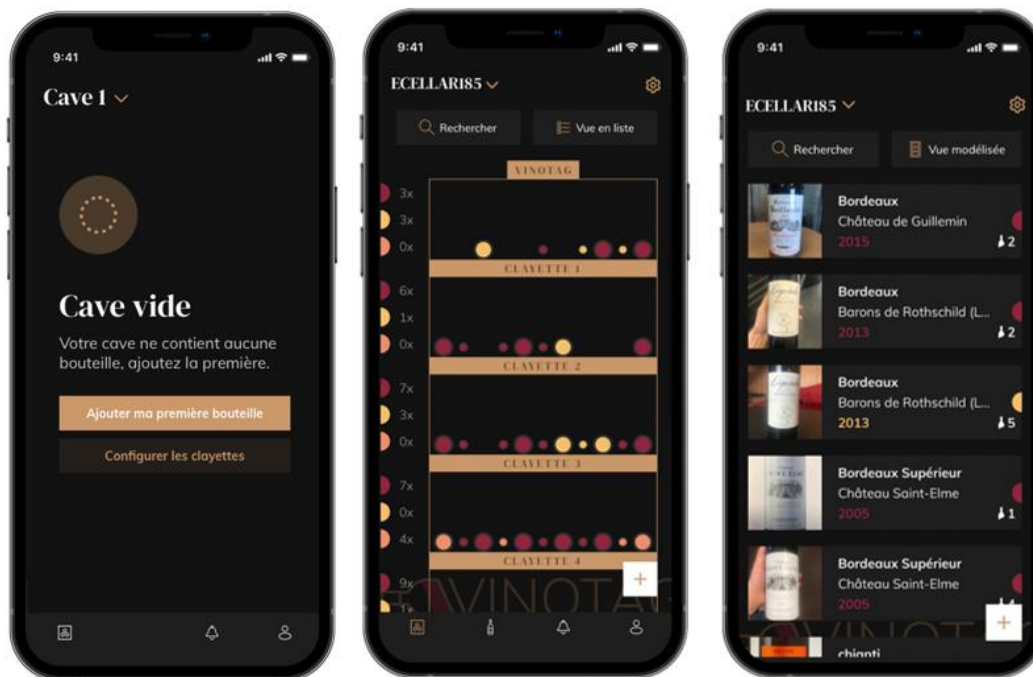 9:41
Cave 1
Cave vide
Votre cave ne contient aucune
bouteille, ajoutez la première.
Ajouter ma première bouteille
Configurer les clayettes
9:41
ECELLAR185
Rechercher
Vue en liste
VINOTAG
3x
3x
0x
CLAYETTE 1
6x
1x
0x
CLAYETTE 2
7x
3x
0x
CLAYETTE 3
7x
0x
4x
CLAYETTE 4
9x
VINOTAG
9:41
ECELLAR185
Rechercher
Vue modélisée
Bordeaux
Château de Guillemin
2015
2
Bordeaux
Barons de Rothschild (L...
2013
2
Bordeaux
Barons de Rothschild (L...
2013
5
Bordeaux Supérieur
Château Saint-Elme
2005
1
Bordeaux Supérieur
Château Saint-Elme
2005
chianti